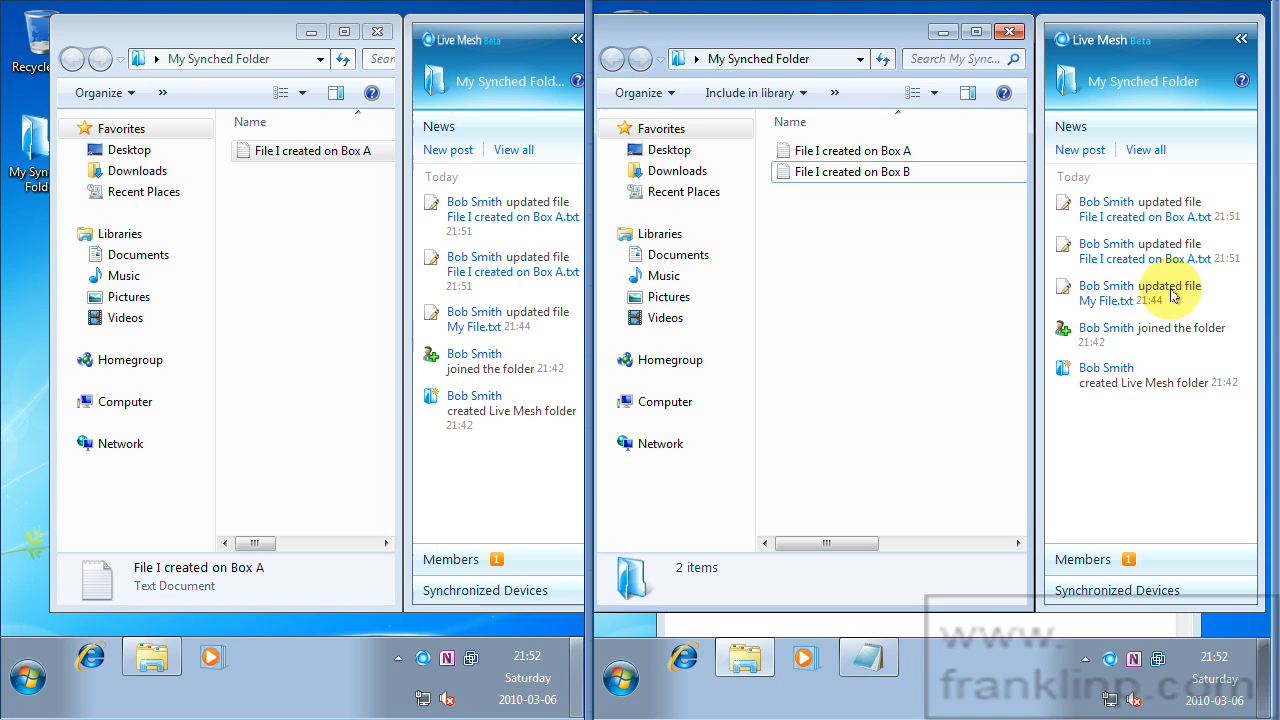 Recycle
My Syn
Fold
My Synched Folder
Sear
Organize
»
Name
Favorites
Desktop
Downloads
Recent Places
Libraries
Documents
Music
Pictures
Videos
Homegroup
Computer
Network
File I created on Box A
File I created on Box A
Text Document
Live Mesh Beta
My Synched Fold...
News
New post
View all
Today
Bob Smith updated file
File I created on Box A.txt
21:51
Bob Smith updated file
File I created on Box A.txt
21:51
Bob Smith updated file
My File.txt 21:44
Bob Smith
joined the folder 21:42
Bob Smith
created Live Mesh folder
21:42
Members 1
Synchronized Devices
21:52
Saturday
2010-03-06
My Synched Folder
Search My Sync...
Organize
Include in library
»
Name
Favorites
Desktop
Downloads
Recent Places
Libraries
Documents
Music
Pictures
Videos
Homegroup
Computer
Network
File I created on Box A
File I created on Box B
2 items
Live Mesh Beta
My Synched Folder
News
New post
View all
Today
Bob Smith updated file
File I created on Box A.txt 21:51
Bob Smith updated file
File I created on Box A.txt 21:51
Bob Smith updated file
My File.txt 21:44
Bob Smith joined the folder
21:42
Bob Smith
created Live Mesh folder 21:42
Members 1
Synchronized Devices
21:52
Saturday
2010-03-06
www.
franklinp.com